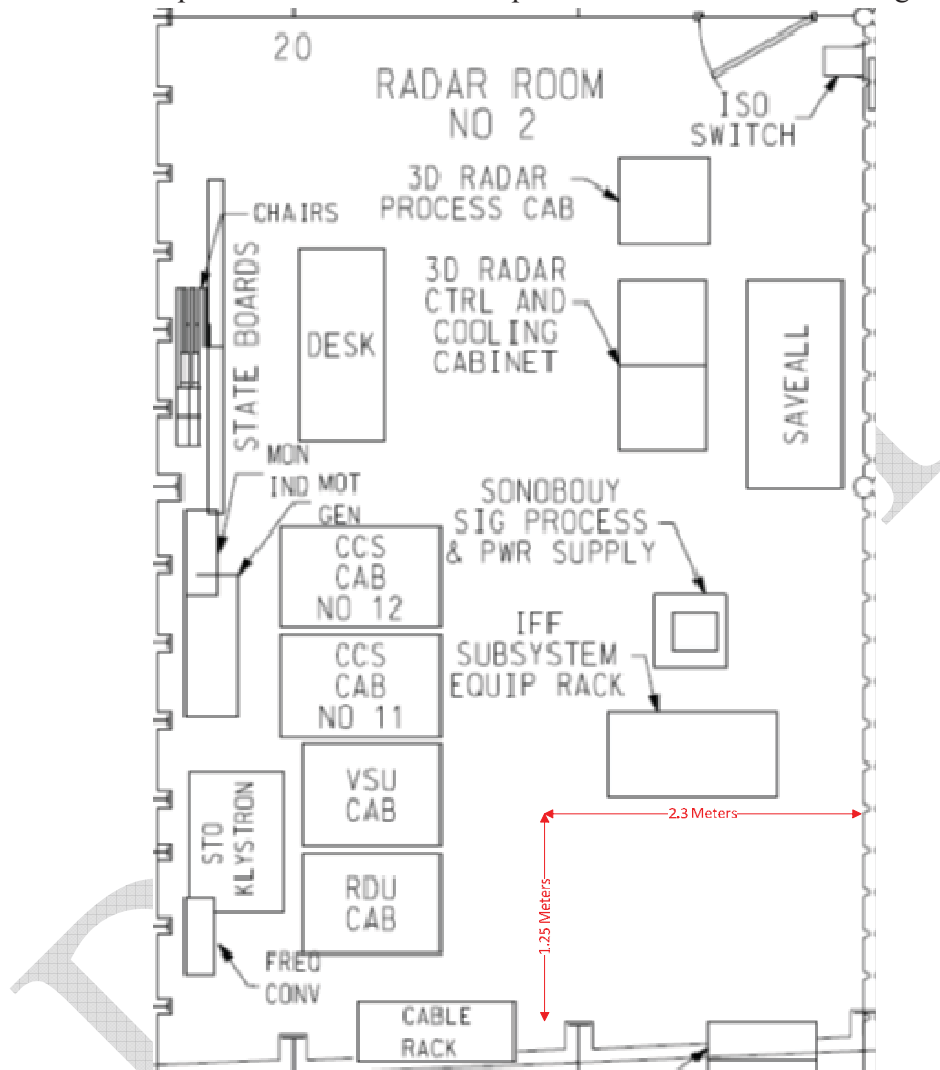 20
RADAR ROOM
NO 2
ISO
SWITCH
3D RADAR
PROCESS CAB
CHAIRS
STATE BOARDS
DESK
3D RADAR
CTRL AND
COOLING
CABINET
SAVEALL
MON
IND
MOT
GEN
SONOBOUY
SIG PROCESS
& PWR SUPPLY
CCS
CAB
NO 12
IFF
SUBSYSTEM
EQUIP RACK
CCS
CAB
NO 11
VSU
CAB
STO
KLYSTRON
2.3 Meters
1.25 Meters
RDU
CAB
FREQ
CONV
CABLE
RACK